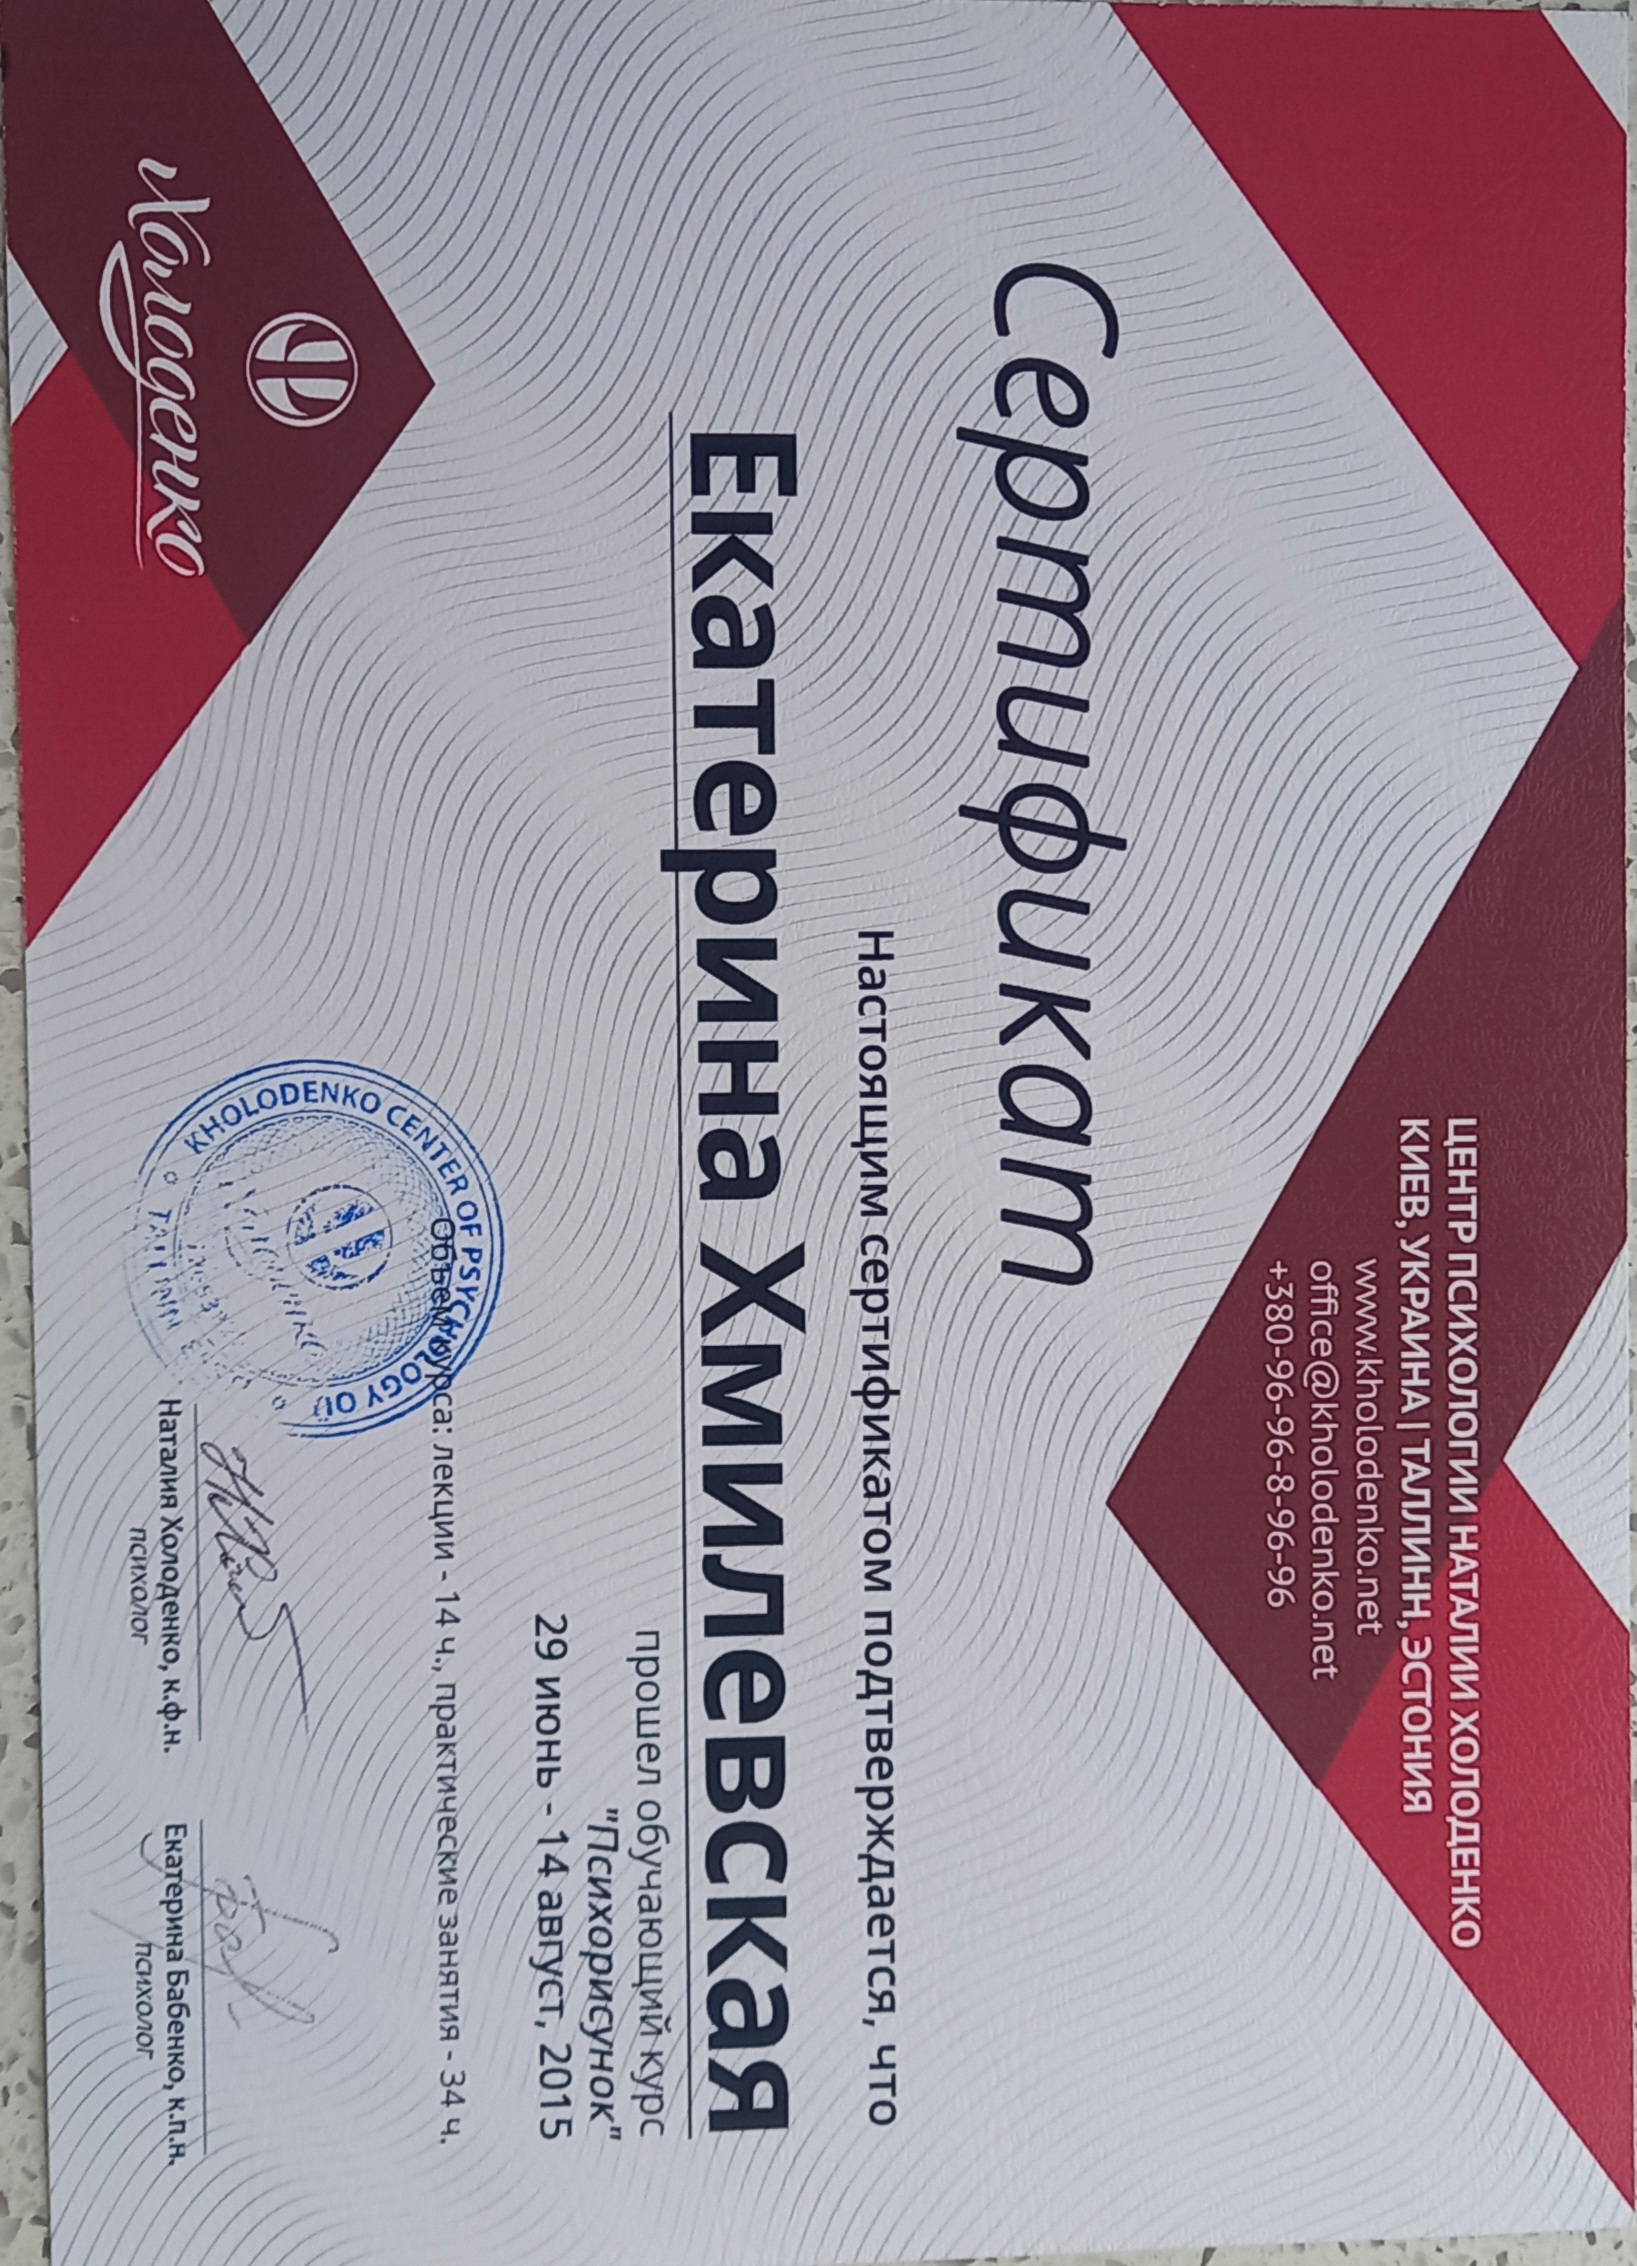 ЦЕНТР ПСИХОЛОГИИ НАТАЛИИ ХОЛОДЕНКО
КИЕВ, УКРАИНА | ТАЛЛИНН, ЭСТОНИЯ
www.kholodenko.net
office@kholodenko.net
+380-96-96-8-96-96
Сертификат
Настоящим сертификатом подтверждается, что
Екатерина Хмилевская
прошел обучающий курс
"Психорисунок"
29 июнь - 14 август, 2015
Объем курса: лекции - 14 ч., практические занятия - 34 ч.
Холоденко
KHOLODENKO CENTER OF PSYCHOLOGY OÜ
Наталия Холоденко, к.ф.н.
психолог
Екатерина Бабенко, к.п.н.
психолог